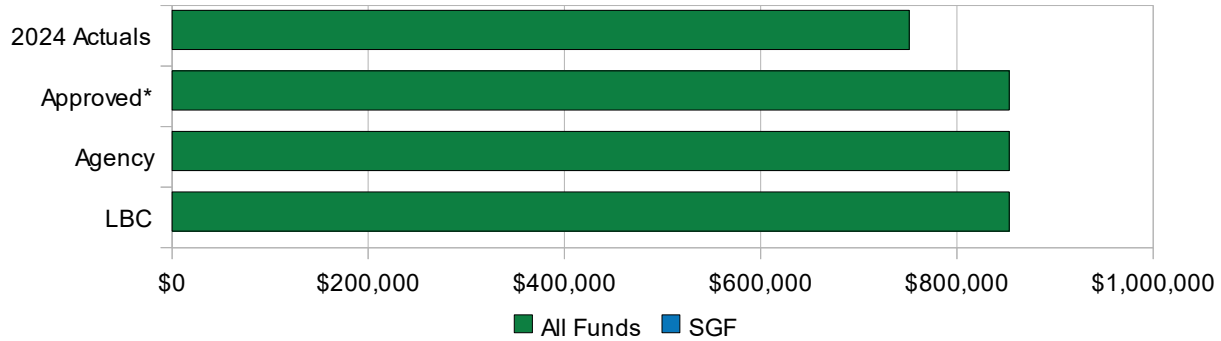 2024 Actuals
Approved*
Agency
LBC
$0 $200,000 $400,000 $600,000 $800,000 $1,000,000
All Funds SGF